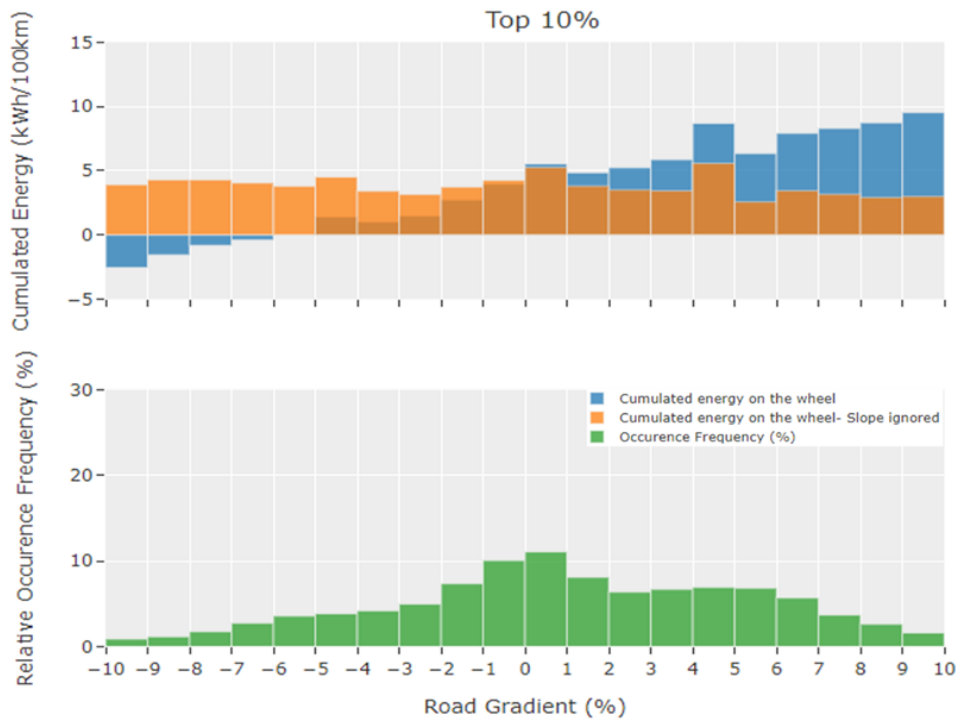 Top 10%
Cumulated Energy (kWh/100km)
15
10
5
0
−5
Relative Occurence Frequency (%)
30
20
10
0
Cumulated energy on the wheel
Cumulated energy on the wheel- Slope ignored
Occurence Frequency (%)
−10 −9 −8 −7 −6 −5 −4 −3 −2 −1 0 1 2 3 4 5 6 7 8 9 10
Road Gradient (%)